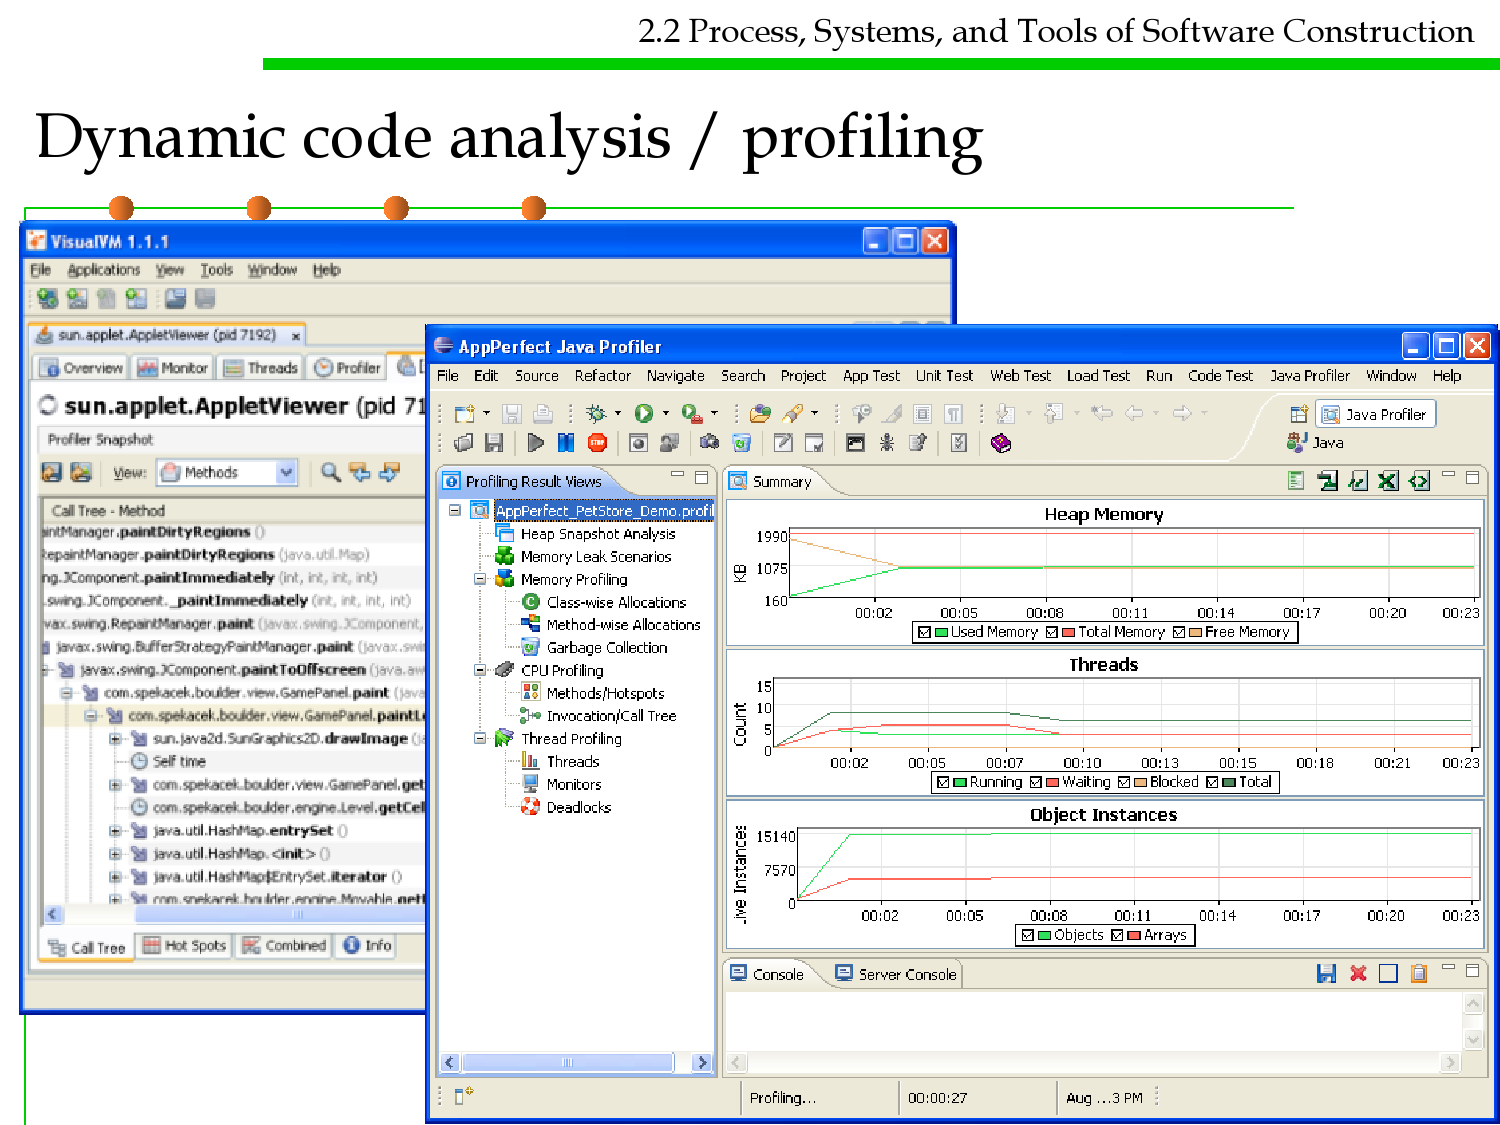 2.2 Process, Systems, and Tools of Software Construction
Dynamic code analysis / profiling
VisualVM 1.1.1
File Applications View Tools Window Help
sun.applet.AppletViewer (pid 7192) x
Overview Monitor Threads Profiler
sun.applet.AppletViewer (pid 71
Profiler Snapshot
View: Methods
Call Tree - Method
intManager.paintDirtyRegions ()
RepaintManager.paintDirtyRegions (java.util.Map)
ng.JComponent.paintImmediately (int, int, int, int)
.swing.JComponent._paintImmediately (int, int, int, int)
vax.swing.RepaintManager.paint (javax.swing.JComponent,
javax.swing.BufferStrategyPaintManager.paint (javax.swin
javax.swing.JComponent.paintToOffscreen (java.aw
com.spekacek.boulder.view.GamePanel.paint (java
com.spekacek.boulder.view.GamePanel.paintLe
sun.java2d.SunGraphics2D.drawImage (ja
Self time
com.spekacek.boulder.view.GamePanel.get
com.spekacek.boulder.engine.Level.getCel
java.util.HashMap.entrySet ()
java.util.HashMap.<init> ()
java.util.HashMap$EntrySet.iterator ()
com.spekacek.boulder.engine.Movable.get
Call Tree Hot Spots Combined Info
AppPerfect Java Profiler
File Edit Source Refactor Navigate Search Project App Test Unit Test Web Test Load Test Run Code Test Java Profiler Window Help
Java Profiler
Java
Profiling Result Views
AppPerfect_PetStore_Demo.profil
Heap Snapshot Analysis
Memory Leak Scenarios
Memory Profiling
Class-wise Allocations
Method-wise Allocations
Garbage Collection
CPU Profiling
Methods/Hotspots
Invocation/Call Tree
Thread Profiling
Threads
Monitors
Deadlocks
Summary
Heap Memory
KB
1990
1075
160
00:02 00:05 00:08 00:11 00:14 00:17 00:20 00:23
Used Memory Total Memory Free Memory
Threads
Count
15
10
5
0
00:02 00:05 00:07 00:10 00:13 00:15 00:18 00:21 00:23
Running Waiting Blocked Total
Object Instances
Live Instances
15140
7570
0
00:02 00:05 00:08 00:11 00:14 00:17 00:20 00:23
Objects Arrays
Console Server Console
Profiling... 00:00:27 Aug ...3 PM